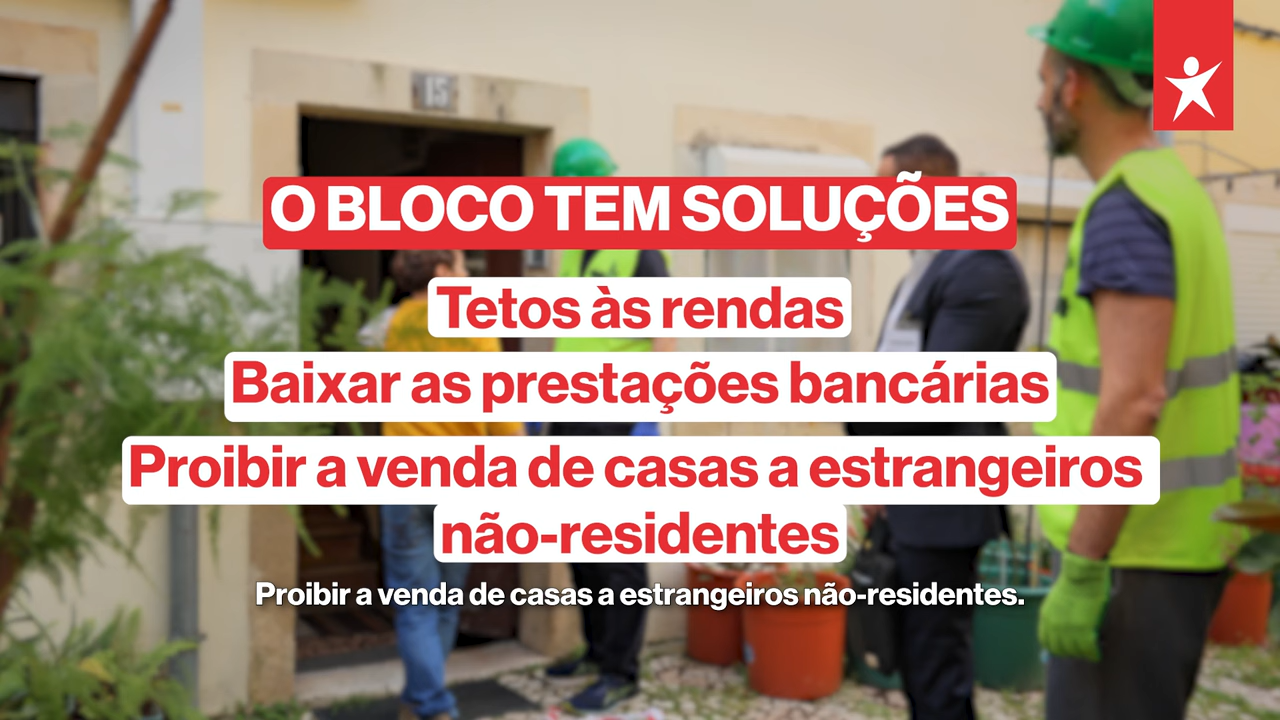 15
O BLOCO TEM SOLUÇÕES
Tetos às rendas
Baixar as prestações bancárias
Proibir a venda de casas a estrangeiros
não-residentes
Proibir a venda de casas a estrangeiros não-residentes.